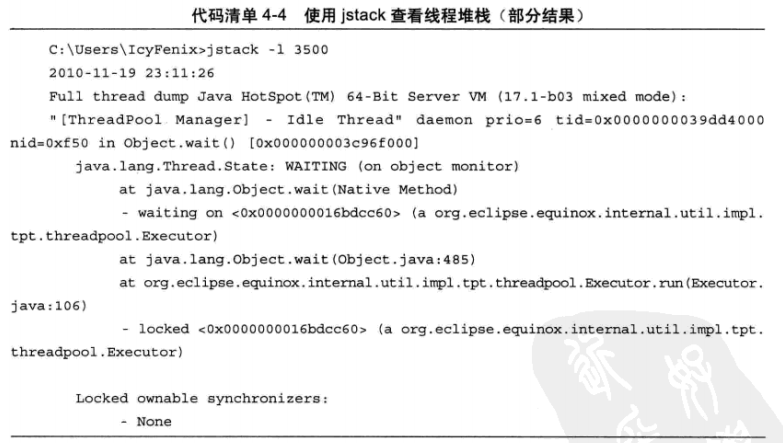 代码清单 4-4 使用 jstack 查看线程堆栈（部分结果）
C:\Users\IcyFenix>jstack -l 3500
2010-11-19 23:11:26
Full thread dump Java HotSpot(TM) 64-Bit Server VM (17.1-b03 mixed mode):
"[ThreadPool Manager] - Idle Thread" daemon prio=6 tid=0x0000000039dd4000
nid=0xf50 in Object.wait() [0x000000003c96f000]
java.lang.Thread.State: WAITING (on object monitor)
at java.lang.Object.wait(Native Method)
- waiting on <0x0000000016bdcc60> (a org.eclipse.equinox.internal.util.impl.
tpt.threadpool.Executor)
at java.lang.Object.wait(Object.java:485)
at org.eclipse.equinox.internal.util.impl.tpt.threadpool.Executor.run(Executor.
java:106)
- locked <0x0000000016bdcc60> (a org.eclipse.equinox.internal.util.impl.tpt.
threadpool.Executor)
Locked ownable synchronizers:
- None